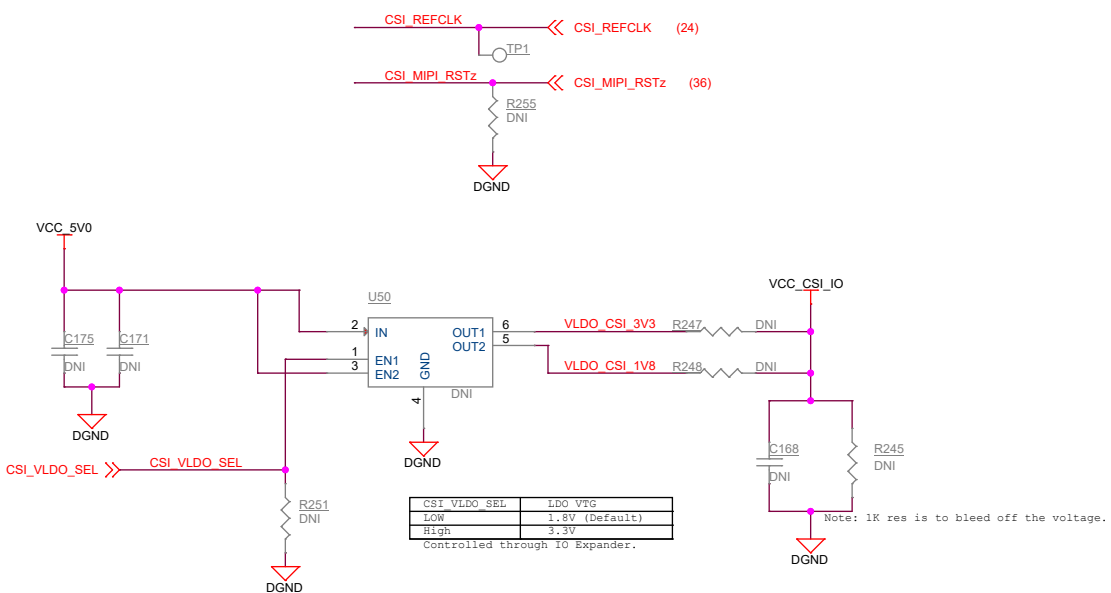 CSI_REFCLK
CSI_REFCLK (24)
TP1
CSI_MIPI_RSTz
CSI_MIPI_RSTz (36)
R255
DNI
DGND
VCC_5V0
VCC_CSI_IO
U50
C175
DNI
C171
DNI
DGND
2
IN
1
EN1
3
EN2
GND
4
OUT1
6
OUT2
5
DNI
DGND
VLDO_CSI_3V3
R247
DNI
VLDO_CSI_1V8
R248
DNI
C168
DNI
R245
DNI
Note: 1K res is to bleed off the voltage.
DGND
CSI_VLDO_SEL
CSI_VLDO_SEL
R251
DNI
DGND
CSI_VLDO_SEL LDO VTG
LOW 1.8V (Default)
High 3.3V
Controlled through IO Expander.